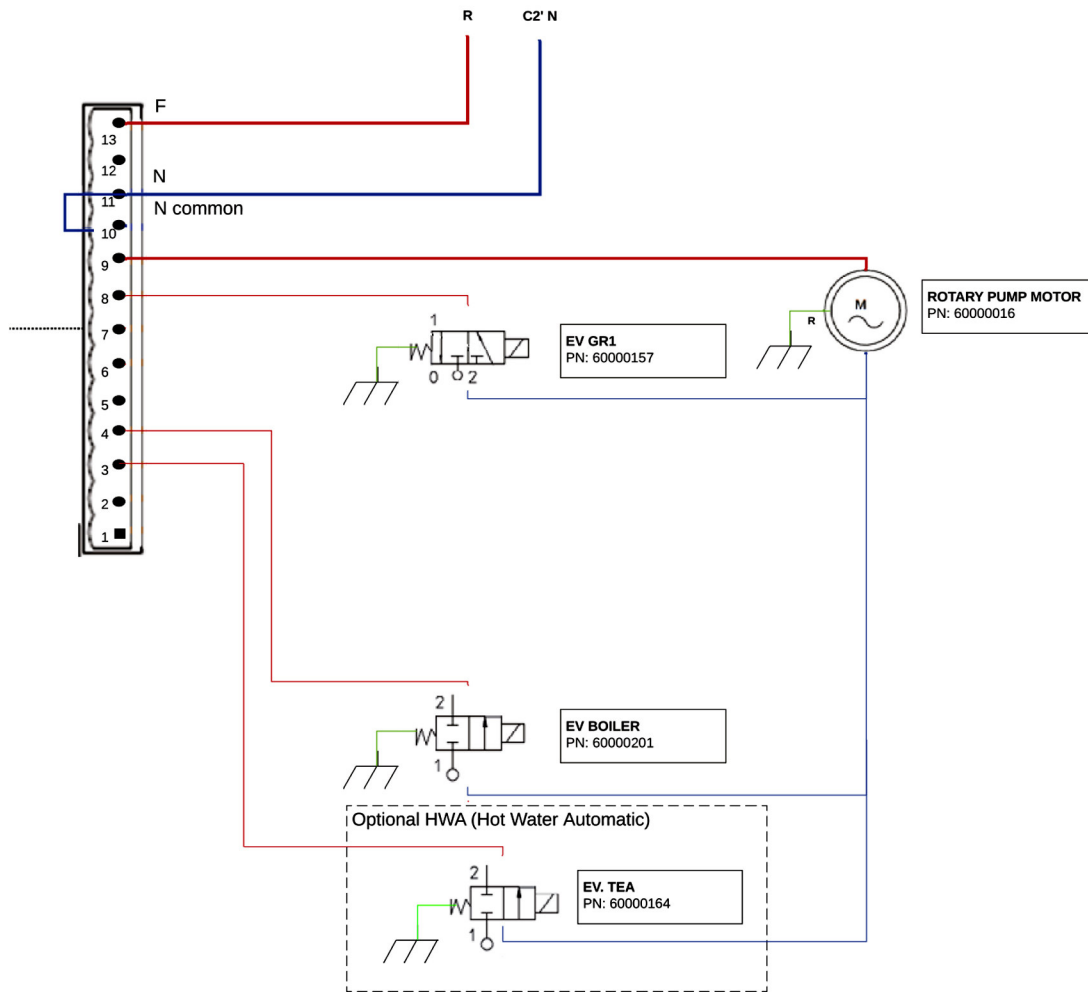 R
C2' N
F
13
12
N
11
N common
10
9
8
7
6
5
4
3
2
1
1
0 2
EV GR1
PN: 60000157
M
R
ROTARY PUMP MOTOR
PN: 60000016
2
1
EV BOILER
PN: 60000201
Optional HWA (Hot Water Automatic)
2
1
EV. TEA
PN: 60000164